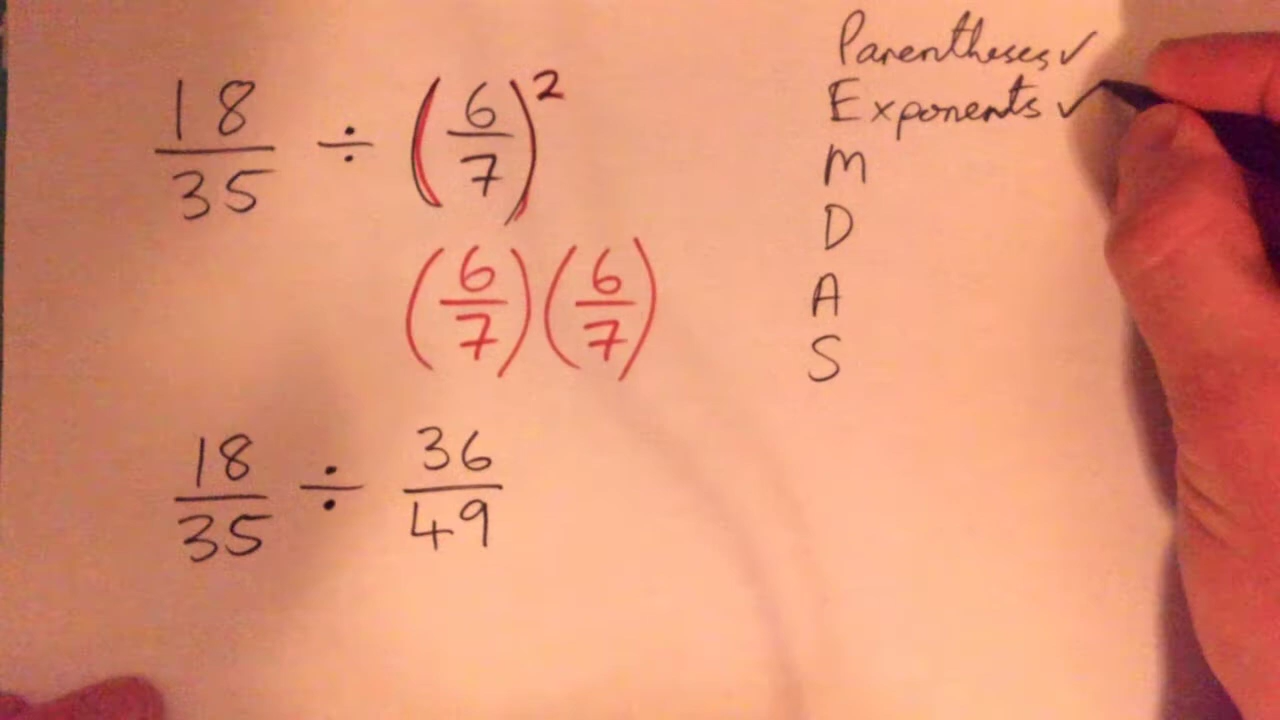 18/35 ÷ (6/7)²
(6/7)(6/7)
18/35 ÷ 36/49
Parentheses ✓
Exponents ✓
M
D
A
S